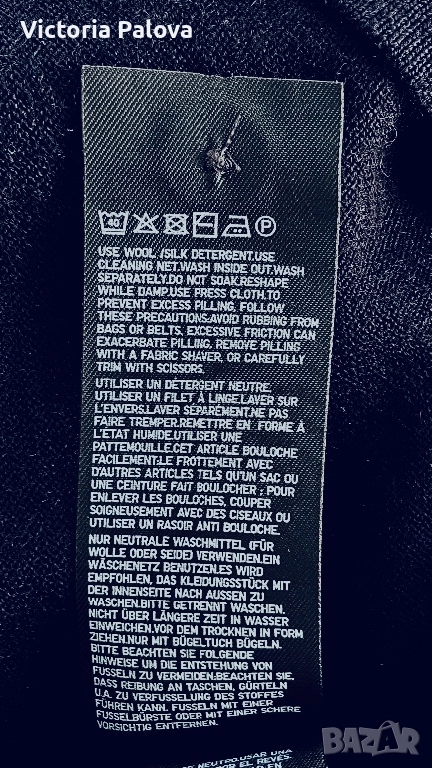 Victoria Palova
40 P
USE WOOL /SILK DETERGENT.USE
CLEANING NET.WASH INSIDE OUT.WASH
SEPARATELY.DO NOT SOAK.RESHAPE
WHILE DAMP.USE PRESS CLOTH.TO
PREVENT EXCESS PILLING, FOLLOW
THESE PRECAUTIONS.AVOID RUBBING FROM
BAGS OR BELTS. EXCESSIVE FRICTION CAN
EXACERBATE PILLING. REMOVE PILLING
WITH A FABRIC SHAVER, OR CAREFULLY
TRIM WITH SCISSORS.
UTILISER UN DÉTERGENT NEUTRE.
UTILISER UN FILET À LINGE.LAVER SUR
L'ENVERS.LAVER SÉPARÉMENT.NE PAS
FAIRE TREMPER.REMETTRE EN FORME À
L'ÉTAT HUMIDE.UTILISER UNE
PATTEMOUILLE.CET ARTICLE BOULOCHE
FACILEMENT.LE FROTTEMENT AVEC
D'AUTRES ARTICLES TELS QU'UN SAC OU
UNE CEINTURE FAIT BOULOCHER ; POUR
ENLEVER LES BOULOCHES, COUPER
SOIGNEUSEMENT AVEC DES CISEAUX OU
UTILISER UN RASOIR ANTI BOULOCHE.
NUR NEUTRALE WASCHMITTEL (FÜR
WOLLE ODER SEIDE) VERWENDEN.EIN
WÄSCHENETZ BENUTZEN.ES WIRD
EMPFOHLEN, DAS KLEIDUNGSSTÜCK MIT
DER INNENSEITE NACH AUSSEN ZU
WASCHEN.BITTE GETRENNT WASCHEN.
NICHT ÜBER LÄNGERE ZEIT IN WASSER
EINWEICHEN.VOR DEM TROCKNEN IN FORM
ZIEHEN.NUR MIT BÜGELTUCH BÜGELN.
BITTE BEACHTEN SIE FOLGENDE
HINWEISE UM DIE ENTSTEHUNG VON
FUSSELN ZU VERMEIDEN:BEACHTEN SIE,
DASS REIBUNG AN TASCHEN, GÜRTELN
U.A. ZU VERFUSSELUNG DES STOFFES
FÜHREN KANN. FUSSELN MIT EINER
FUSSELBÜRSTE ODER MIT EINER SCHERE
VORSICHTIG ENTFERNEN.
NEUTRO.USAR UNA
EL REVÉS.
BAZAR